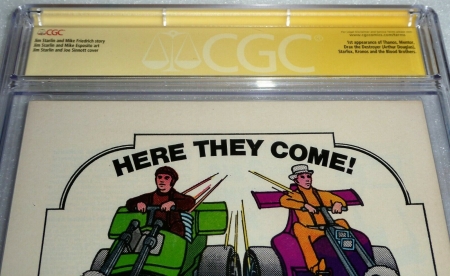 CGC
Jim Starlin and Mike Friedrich story
Jim Starlin and Mike Esposito art
Jim Starlin and Joe Sinnott cover
CGC
1st appearance of Thanos, Mentor,
Drax the Destroyer (Arthur Douglas),
Starfox, Kronos and the Blood Brothers.
HERE THEY COME!